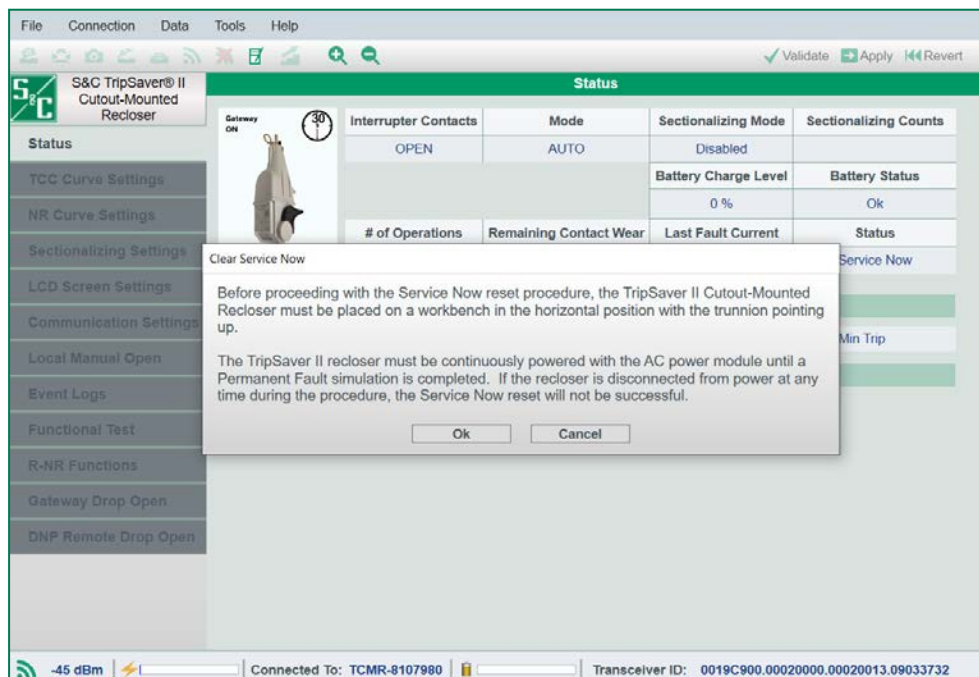 File Connection Data Tools Help
Validate Apply Revert
S&C
S&C TripSaver® II
Cutout-Mounted
Recloser
Status
Status
TCC Curve Settings
NR Curve Settings
Sectionalizing Settings
LCD Screen Settings
Communication Settings
Local Manual Open
Event Logs
Functional Test
R-NR Functions
Gateway Drop Open
DNP Remote Drop Open
Gateway
ON
30
Interrupter Contacts Mode Sectionalizing Mode Sectionalizing Counts
OPEN AUTO Disabled
Battery Charge Level Battery Status
0 % Ok
# of Operations Remaining Contact Wear Last Fault Current Status
Service Now
Min Trip
Clear Service Now
Before proceeding with the Service Now reset procedure, the TripSaver II Cutout-Mounted
Recloser must be placed on a workbench in the horizontal position with the trunnion pointing
up.
The TripSaver II recloser must be continuously powered with the AC power module until a
Permanent Fault simulation is completed. If the recloser is disconnected from power at any
time during the procedure, the Service Now reset will not be successful.
Ok Cancel
-45 dBm Connected To: TCMR-8107980 Transceiver ID: 0019C900.00020000.00020013.09033732